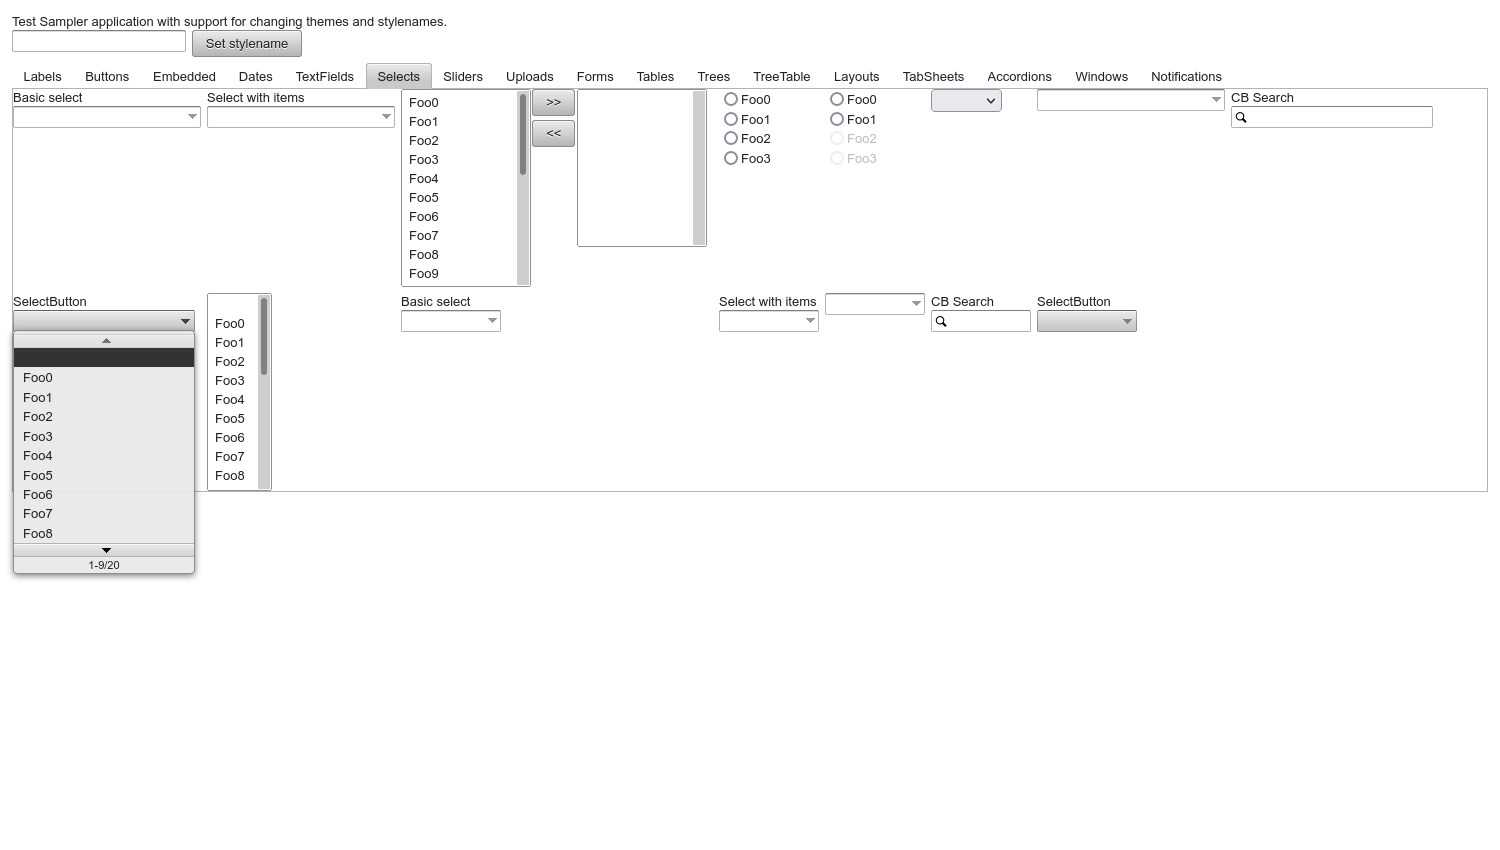 Test Sampler application with support for changing themes and stylenames.
Set stylename
Labels Buttons Embedded Dates TextFields Selects Sliders Uploads Forms Tables Trees TreeTable Layouts TabSheets Accordions Windows Notifications
Basic select
Select with items
Foo0
Foo1
Foo2
Foo3
Foo4
Foo5
Foo6
Foo7
Foo8
Foo9
>>
<<
Foo0
Foo1
Foo2
Foo3
Foo0
Foo1
Foo2
Foo3
CB Search
SelectButton
Foo0
Foo1
Foo2
Foo3
Foo4
Foo5
Foo6
Foo7
Foo8
1-9/20
Foo0
Foo1
Foo2
Foo3
Foo4
Foo5
Foo6
Foo7
Foo8
Basic select
Select with items
CB Search
SelectButton